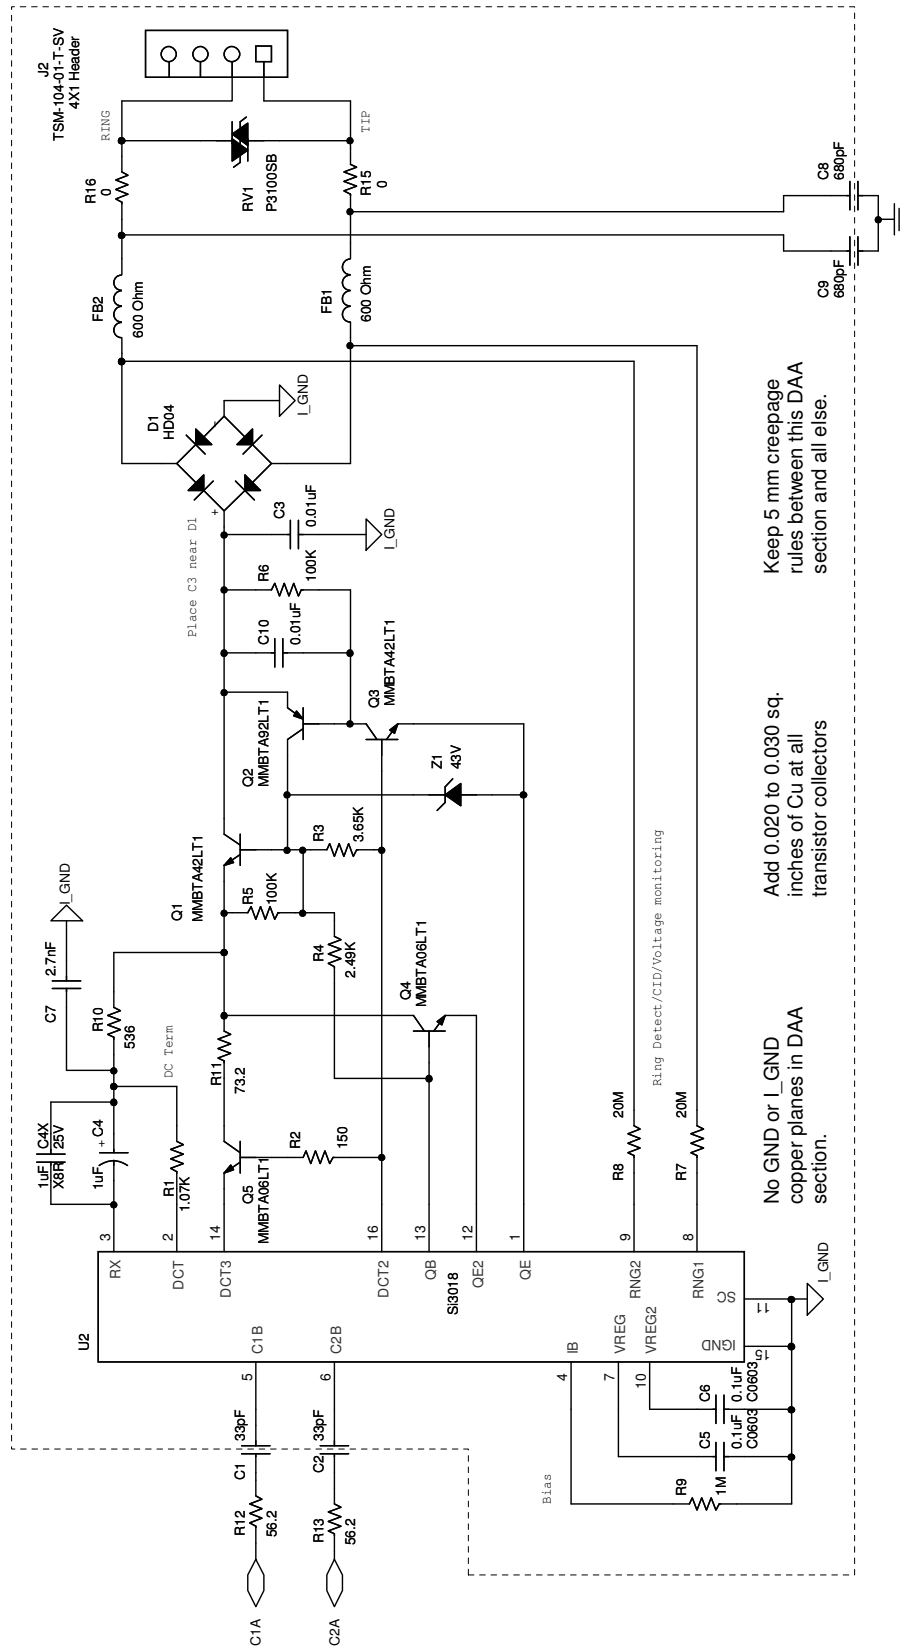 J2
TSM-104-01-T-SV
4X1 Header
RING
TIP
RV1
P3100SB
R16
0
R15
0
FB2
600 Ohm
FB1
600 Ohm
C8
680pF
C9
680pF
D1
HD04
-
+
I_GND
Place C3 near D1
C3
0.01uF
I_GND
R6
100K
C10
0.01uF
Q2
MMBTA92LT1
Q3
MMBTA42LT1
Z1
43V
Q1
MMBTA42LT1
R3
3.65K
R5
100K
R4
2.49K
Q4
MMBTA06LT1
I_GND
C7
2.7nF
R10
536
DC Term
R11
73.2
C4X
1uF
25V
X8R
+
C4
1uF
R1
1.07K
Q5
MMBTA06LT1
R2
150
Ring Detect/CID/Voltage monitoring
R8
20M
R7
20M
U2
Si3018
3
RX
2
DCT
14
DCT3
16
DCT2
13
QB
12
QE2
1
QE
9
RNG2
8
RNG1
5
C1B
6
C2B
4
IB
7
VREG
10
VREG2
11
SC
15
IGND
I_GND
C1
33pF
C2
33pF
R12
56.2
R13
56.2
C1A
C2A
Bias
R9
1M
C5
0.1uF
C0603
C6
0.1uF
C0603
No GND or I_GND
copper planes in DAA
section.
Add 0.020 to 0.030 sq.
inches of Cu at all
transistor collectors
Keep 5 mm creepage
rules between this DAA
section and all else.